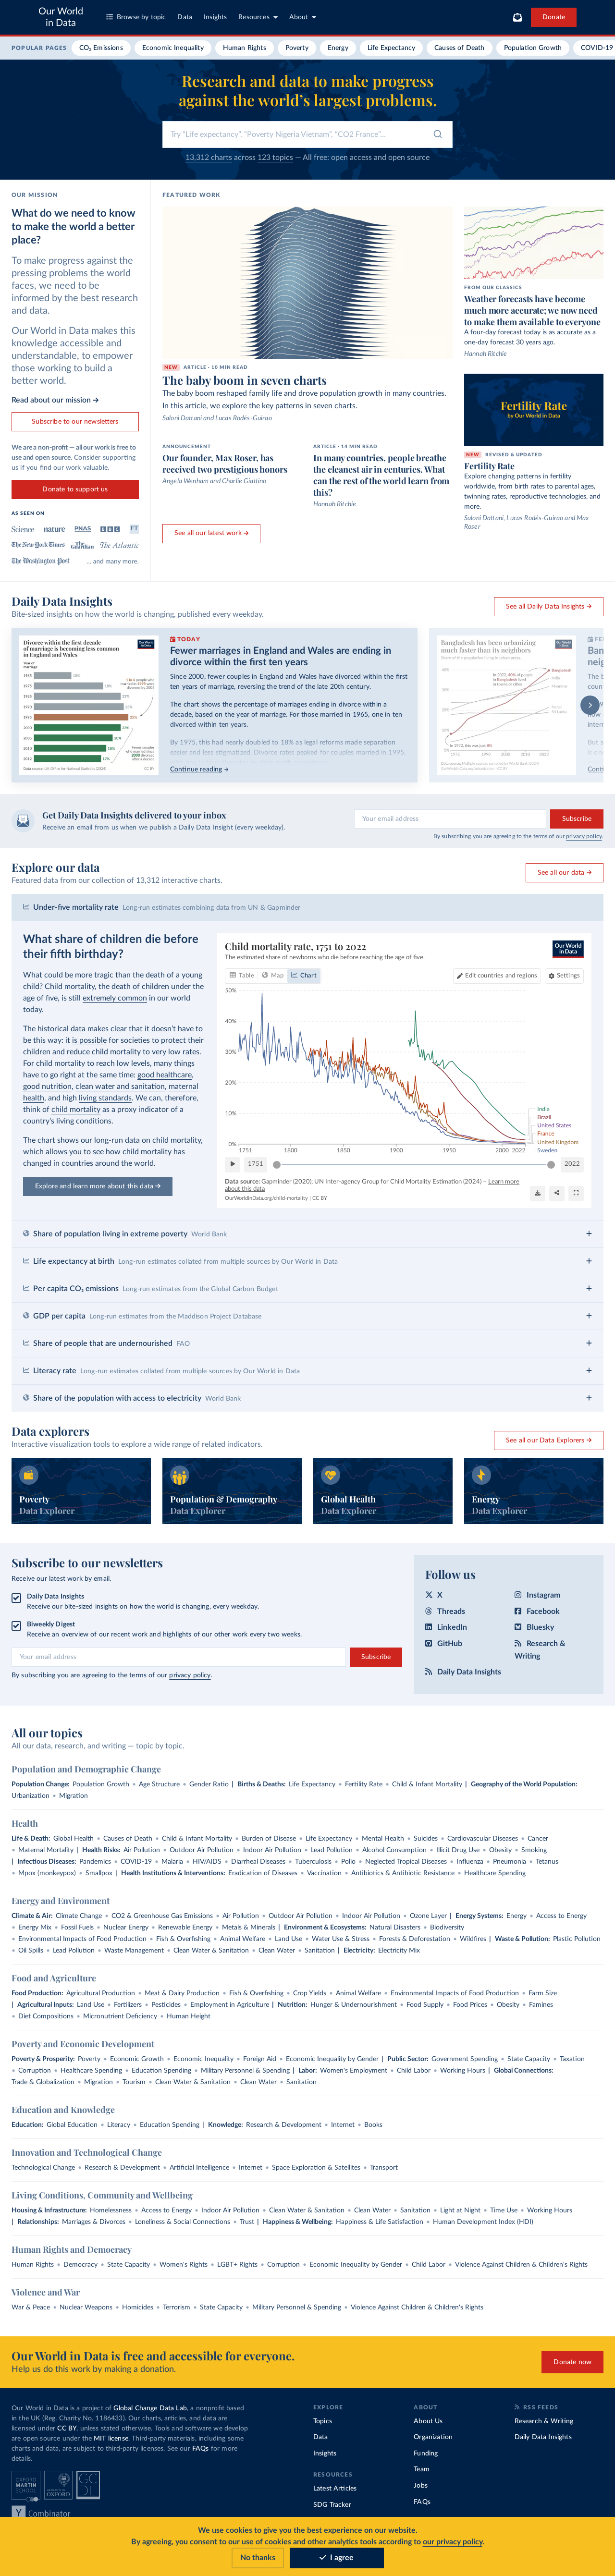 Our World
in Data
Browse by topic
Data
Insights
Resources
About
Donate
POPULAR PAGES
CO₂ Emissions
Economic Inequality
Human Rights
Poverty
Energy
Life Expectancy
Causes of Death
Population Growth
COVID-19
Research and data to make progress
against the world's largest problems.
Try "Life expectancy", "Poverty Nigeria Vietnam", "CO2 France"...
13,312 charts across 123 topics — All free: open access and open source
OUR MISSION
What do we need to know
to make the world a better
place?
To make progress against the
pressing problems the world
faces, we need to be
informed by the best research
and data.
Our World in Data makes this
knowledge accessible and
understandable, to empower
those working to build a
better world.
Read about our mission →
Subscribe to our newsletters
We are a non-profit — all our work is free to
use and open source. Consider supporting
us if you find our work valuable.
Donate to support us
AS SEEN ON
Science
nature
PNAS
BBC
FT
The New York Times
The Guardian
The Atlantic
The Washington Post
... and many more.
FEATURED WORK
NEW
ARTICLE · 10 MIN READ
The baby boom in seven charts
The baby boom reshaped family life and drove population growth in many countries.
In this article, we explore the key patterns in seven charts.
Saloni Dattani and Lucas Rodés-Guirao
ANNOUNCEMENT
Our founder, Max Roser, has
received two prestigious honors
Angela Wenham and Charlie Giattino
ARTICLE · 14 MIN READ
In many countries, people breathe
the cleanest air in centuries. What
can the rest of the world learn from
this?
Hannah Ritchie
See all our latest work →
FROM OUR CLASSICS
Weather forecasts have become
much more accurate; we now need
to make them available to everyone
A four-day forecast today is as accurate as a
one-day forecast 30 years ago.
Hannah Ritchie
Fertility Rate
by Our World in Data
NEW
REVISED & UPDATED
Fertility Rate
Explore changing patterns in fertility
worldwide, from birth rates to parental ages,
twinning rates, reproductive technologies, and
more.
Saloni Dattani, Lucas Rodés-Guirao and Max
Roser
Daily Data Insights
Bite-sized insights on how the world is changing, published every weekday.
See all Daily Data Insights →
Within the first decade
of marriage, it's becoming less common
in England and Wales
TODAY
Fewer marriages in England and Wales are ending in
divorce within the first ten years
Since 2000, fewer couples in England and Wales have divorced within the first
ten years of marriage, reversing the trend of the late 20th century.
The chart shows the percentage of marriages ending in divorce within a
decade, based on the year of marriage. For those married in 1965, one in ten
divorced within ten years.
By 1975, this had nearly doubled to 18% as legal reforms made separation
easier and less stigmatized. Divorce rates peaked for couples married in 1995,
Continue reading →
Bangladesh has been urbanizing
much faster than its neighbors
Explore our data
Featured data from our collection of 13,312 interactive charts.
See all our data →
Get Daily Data Insights delivered to your inbox
Receive an email from us when we publish a Daily Data Insight (every weekday).
Your email address
Subscribe
By subscribing you are agreeing to the terms of our privacy policy.
Under-five mortality rate Long-run estimates combining data from UN & Gapminder
What share of children die before
their fifth birthday?
What could be more tragic than the death of a young
child? Child mortality, the death of children under the
age of five, is still extremely common in our world
today.
The historical data makes clear that it doesn't have to
be this way: it is possible for societies to protect their
children and reduce child mortality to very low rates.
For child mortality to reach low levels, many things
have to go right at the same time: good healthcare,
good nutrition, clean water and sanitation, maternal
health, and high living standards. We can, therefore,
think of child mortality as a proxy indicator of a
country's living conditions.
The chart shows our long-run data on child mortality,
which allows you to see how child mortality has
changed in countries around the world.
Explore and learn more about this data →
Child mortality rate, 1751 to 2022
The estimated share of newborns who die before reaching the age of five.
Our World
in Data
Table
Map
Chart
Edit countries and regions
Settings
50%
40%
30%
20%
10%
0%
1751
1800
1850
1900
1950
2000 2022
India
Brazil
United States
France
United Kingdom
Sweden
1751
2022
Data source: Gapminder (2020); UN Inter-agency Group for Child Mortality Estimation (2024) – Learn more
about this data
OurWorldinData.org/child-mortality | CC BY
Share of population living in extreme poverty World Bank
Life expectancy at birth Long-run estimates collated from multiple sources by Our World in Data
Per capita CO₂ emissions Long-run estimates from the Global Carbon Budget
GDP per capita Long-run estimates from the Maddison Project Database
Share of people that are undernourished FAO
Literacy rate Long-run estimates collated from multiple sources by Our World in Data
Share of the population with access to electricity World Bank
Data explorers
Interactive visualization tools to explore a wide range of related indicators.
See all our Data Explorers →
Poverty
Data Explorer
Population & Demography
Data Explorer
Global Health
Data Explorer
Energy
Data Explorer
Subscribe to our newsletters
Receive our latest work by email.
Daily Data Insights
Receive our bite-sized insights on how the world is changing, every weekday.
Biweekly Digest
Receive an overview of our recent work and highlights of our other work every two weeks.
Your email address
Subscribe
By subscribing you are agreeing to the terms of our privacy policy.
Follow us
X
Instagram
Threads
Facebook
LinkedIn
Bluesky
GitHub
Research &
Writing
Daily Data Insights
All our topics
All our data, research, and writing — topic by topic.
Population and Demographic Change
Population Change: Population Growth • Age Structure • Gender Ratio | Births & Deaths: Life Expectancy • Fertility Rate • Child & Infant Mortality | Geography of the World Population:
Urbanization • Migration
Health
Life & Death: Global Health • Causes of Death • Child & Infant Mortality • Burden of Disease • Life Expectancy • Mental Health • Suicides • Cardiovascular Diseases • Cancer
• Maternal Mortality | Health Risks: Air Pollution • Outdoor Air Pollution • Indoor Air Pollution • Lead Pollution • Alcohol Consumption • Illicit Drug Use • Obesity • Smoking
| Infectious Diseases: Pandemics • COVID-19 • Malaria • HIV/AIDS • Diarrheal Diseases • Tuberculosis • Polio • Neglected Tropical Diseases • Influenza • Pneumonia • Tetanus
• Mpox (monkeypox) • Smallpox | Health Institutions & Interventions: Eradication of Diseases • Vaccination • Antibiotics & Antibiotic Resistance • Healthcare Spending
Energy and Environment
Climate & Air: Climate Change • CO2 & Greenhouse Gas Emissions • Air Pollution • Outdoor Air Pollution • Indoor Air Pollution • Ozone Layer | Energy Systems: Energy • Access to Energy
• Energy Mix • Fossil Fuels • Nuclear Energy • Renewable Energy • Metals & Minerals | Environment & Ecosystems: Natural Disasters • Biodiversity
• Environmental Impacts of Food Production • Fish & Overfishing • Animal Welfare • Land Use • Water Use & Stress • Forests & Deforestation • Wildfires | Waste & Pollution: Plastic Pollution
• Oil Spills • Lead Pollution • Waste Management • Clean Water & Sanitation • Clean Water • Sanitation | Electricity: Electricity Mix
Food and Agriculture
Food Production: Agricultural Production • Meat & Dairy Production • Fish & Overfishing • Crop Yields • Animal Welfare • Environmental Impacts of Food Production • Farm Size
| Agricultural Inputs: Land Use • Fertilizers • Pesticides • Employment in Agriculture | Nutrition: Hunger & Undernourishment • Food Supply • Food Prices • Obesity • Famines
• Diet Compositions • Micronutrient Deficiency • Human Height
Poverty and Economic Development
Poverty & Prosperity: Poverty • Economic Growth • Economic Inequality • Foreign Aid • Economic Inequality by Gender | Public Sector: Government Spending • State Capacity • Taxation
• Corruption • Healthcare Spending • Education Spending • Military Personnel & Spending | Labor: Women's Employment • Child Labor • Working Hours | Global Connections:
Trade & Globalization • Migration • Tourism • Clean Water & Sanitation • Clean Water • Sanitation
Education and Knowledge
Education: Global Education • Literacy • Education Spending | Knowledge: Research & Development • Internet • Books
Innovation and Technological Change
Technological Change • Research & Development • Artificial Intelligence • Internet • Space Exploration & Satellites • Transport
Living Conditions, Community and Wellbeing
Housing & Infrastructure: Homelessness • Access to Energy • Indoor Air Pollution • Clean Water & Sanitation • Clean Water • Sanitation • Light at Night • Time Use • Working Hours
| Relationships: Marriages & Divorces • Loneliness & Social Connections • Trust | Happiness & Wellbeing: Happiness & Life Satisfaction • Human Development Index (HDI)
Human Rights and Democracy
Human Rights • Democracy • State Capacity • Women's Rights • LGBT+ Rights • Corruption • Economic Inequality by Gender • Child Labor • Violence Against Children & Children's Rights
Violence and War
War & Peace • Nuclear Weapons • Homicides • Terrorism • State Capacity • Military Personnel & Spending • Violence Against Children & Children's Rights
Our World in Data is free and accessible for everyone.
Help us do this work by making a donation.
Donate now
Our World in Data is a project of Global Change Data Lab, a nonprofit based
in the UK (Reg. Charity No. 1186433). Our charts, articles, and data are
licensed under CC BY, unless stated otherwise. Tools and software we develop
are open source under the MIT license. Third-party materials, including some
charts and data, are subject to third-party licenses. See our FAQs for more
details.
OXFORD
MARTIN
SCHOOL
UNIVERSITY OF
OXFORD
GCDL
Y Combinator
EXPLORE
Topics
Data
Insights
RESOURCES
Latest Articles
SDG Tracker
ABOUT
About Us
Organization
Funding
Team
Jobs
FAQs
RSS FEEDS
Research & Writing
Daily Data Insights
We use cookies to give you the best experience on our website.
By agreeing, you consent to our use of cookies and other analytics tools according to our privacy policy.
No thanks
I agree